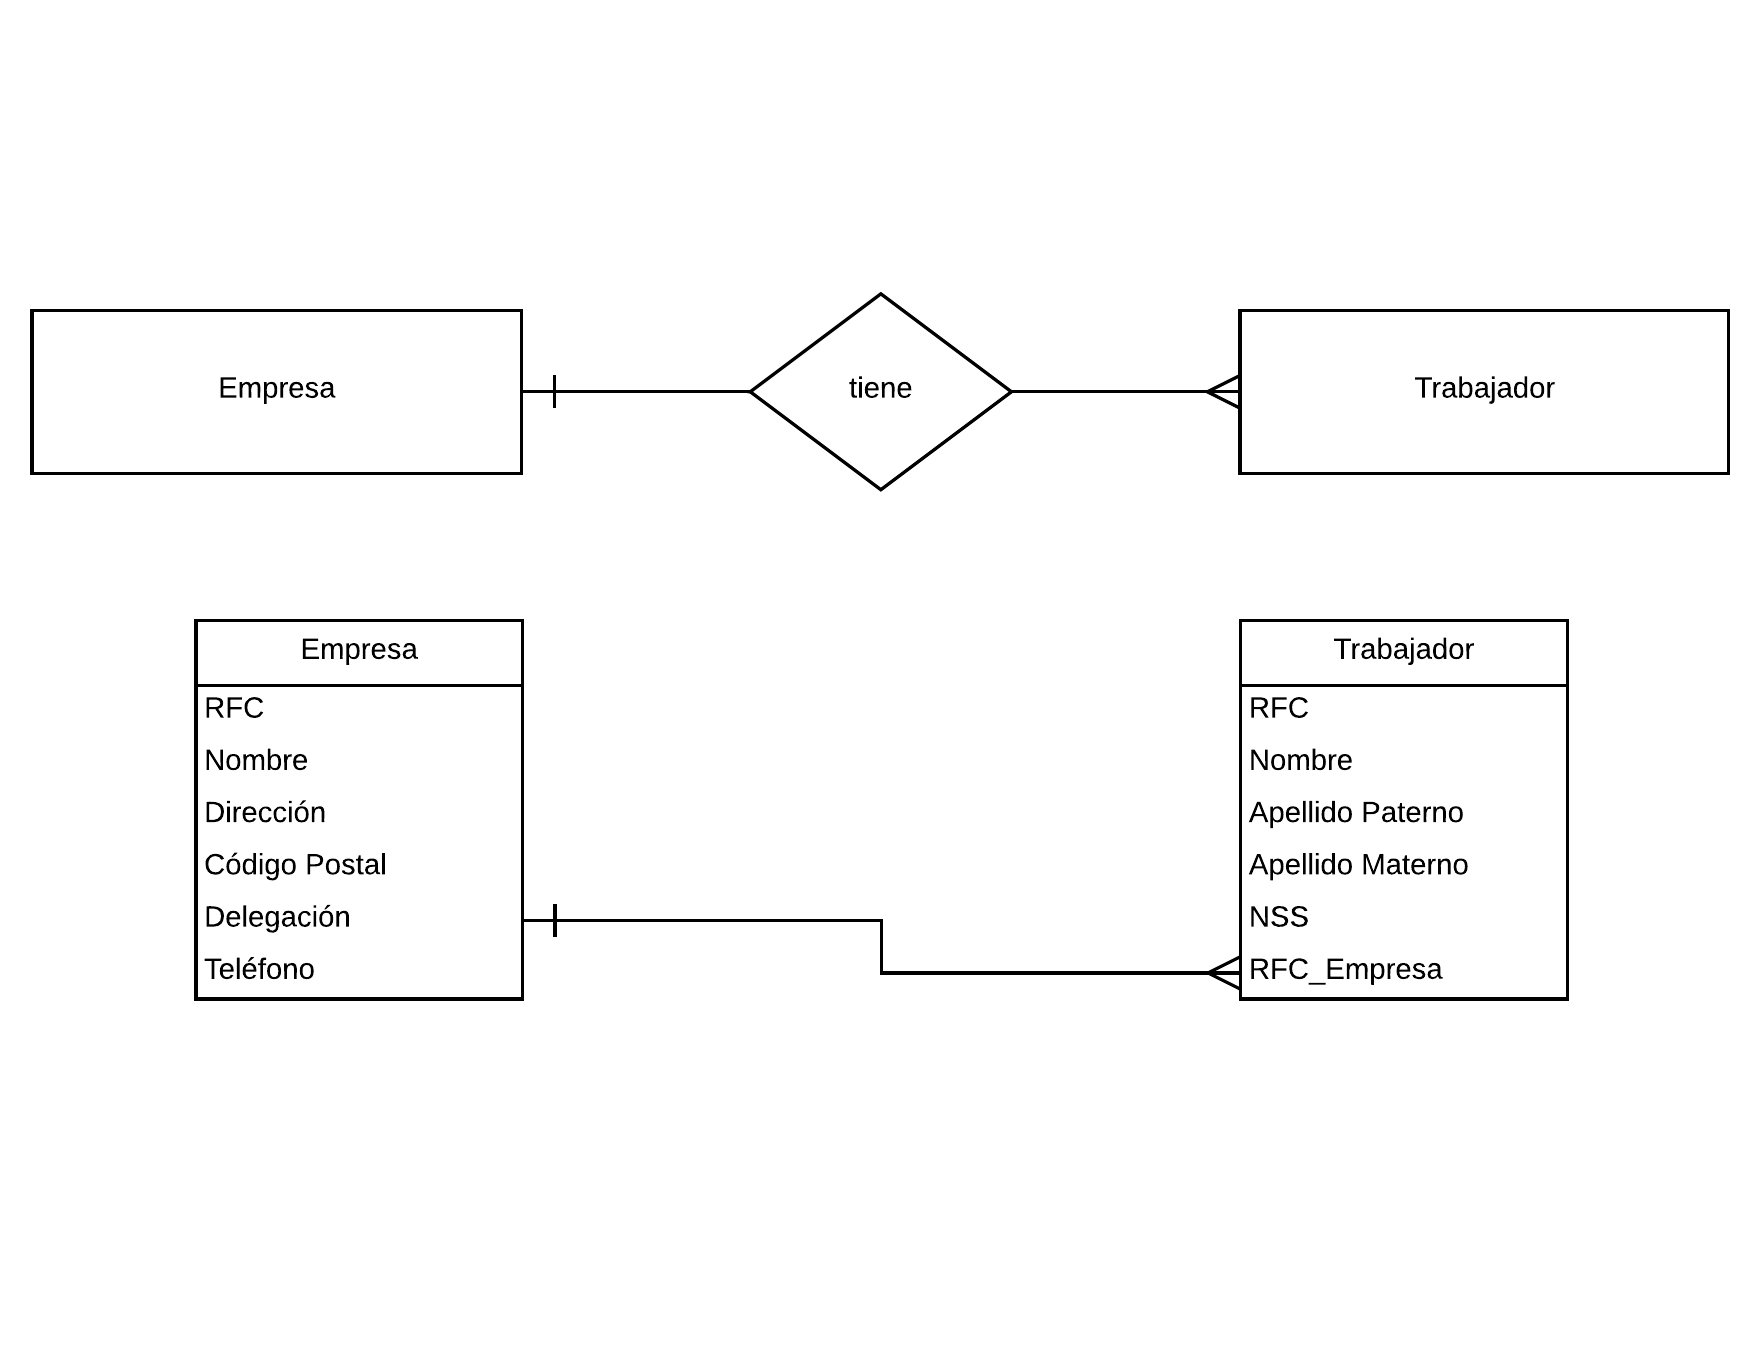 Empresa
tiene
Trabajador
Empresa
RFC
Nombre
Dirección
Código Postal
Delegación
Teléfono
Trabajador
RFC
Nombre
Apellido Paterno
Apellido Materno
NSS
RFC_Empresa